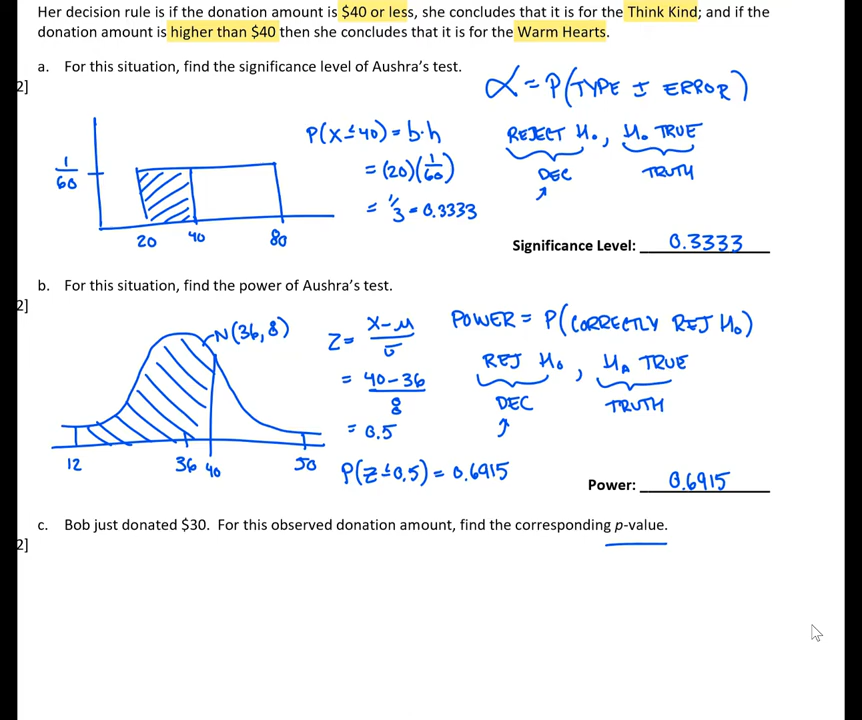 Her decision rule is if the donation amount is $40 or less, she concludes that it is for the Think Kind; and if the
donation amount is higher than $40 then she concludes that it is for the Warm Hearts.
a. For this situation, find the significance level of Aushra's test.
2]
α = P(TYPE I ERROR)
REJECT H₀, H₀ TRUE
DEC TRUTH
P(X≤40) = b·h
= (20)(1/60)
= 1/3 = 0.3333
1/60
20 40 80
Significance Level: 0.3333
b. For this situation, find the power of Aushra's test.
2]
N(36,8)
Z = X-μ/σ
= 40-36/8
= 0.5
P(Z≤0.5) = 0.6915
POWER = P(CORRECTLY REJ H₀)
REJ H₀, HA TRUE
DEC TRUTH
12 36 40 50
Power: 0.6915
c. Bob just donated $30. For this observed donation amount, find the corresponding p-value.
2]